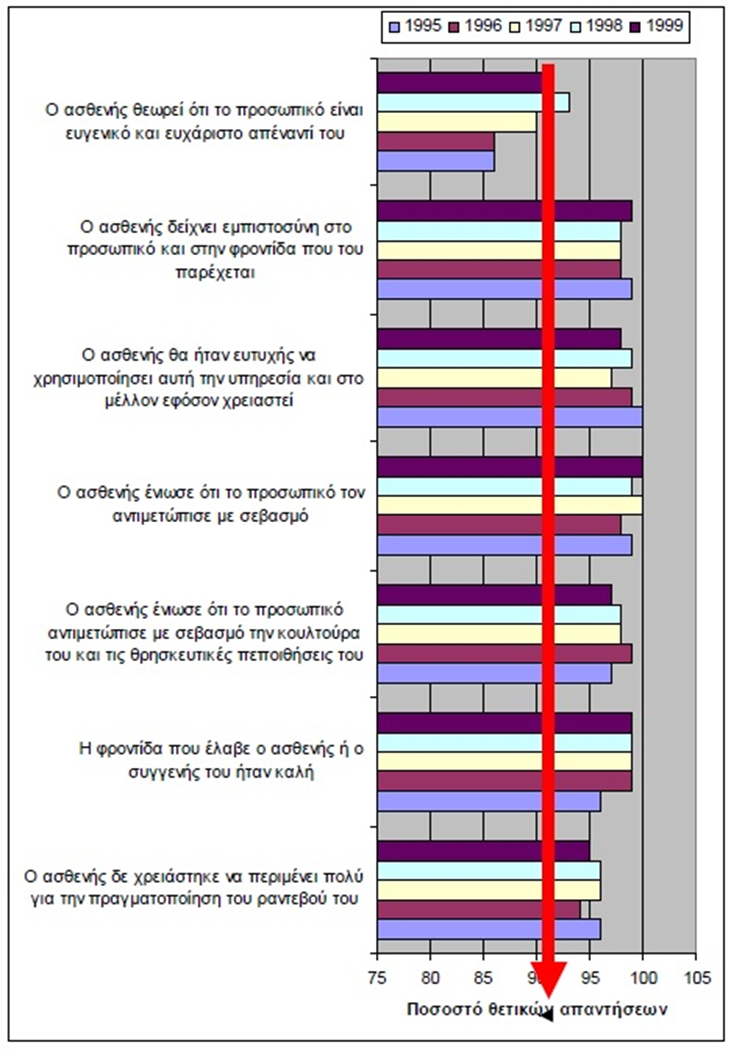 1995 1996 1997 1998 1999
Ο ασθενής θεωρεί ότι το προσωπικό είναι
ευγενικό και ευχάριστο απέναντί του
Ο ασθενής δείχνει εμπιστοσύνη στο
προσωπικό και στην φροντίδα που του
παρέχεται
Ο ασθενής θα ήταν ευτυχής να
χρησιμοποίησει αυτή την υπηρεσία και στο
μέλλον εφόσον χρειαστεί
Ο ασθενής ένιωσε ότι το προσωπικό τον
αντιμετώπισε με σεβασμό
Ο ασθενής ένιωσε ότι το προσωπικό
αντιμετώπισε με σεβασμό την κουλτούρα
του και τις θρησκευτικές πεποιθήσεις του
Η φροντίδα που έλαβε ο ασθενής ή ο
συγγενής του ήταν καλή
Ο ασθενής δε χρειάστηκε να περιμένει πολύ
για την πραγματοποίηση του ραντεβού του
75 80 85 95 100 105
Ποσοστό θετικών απαντήσεων